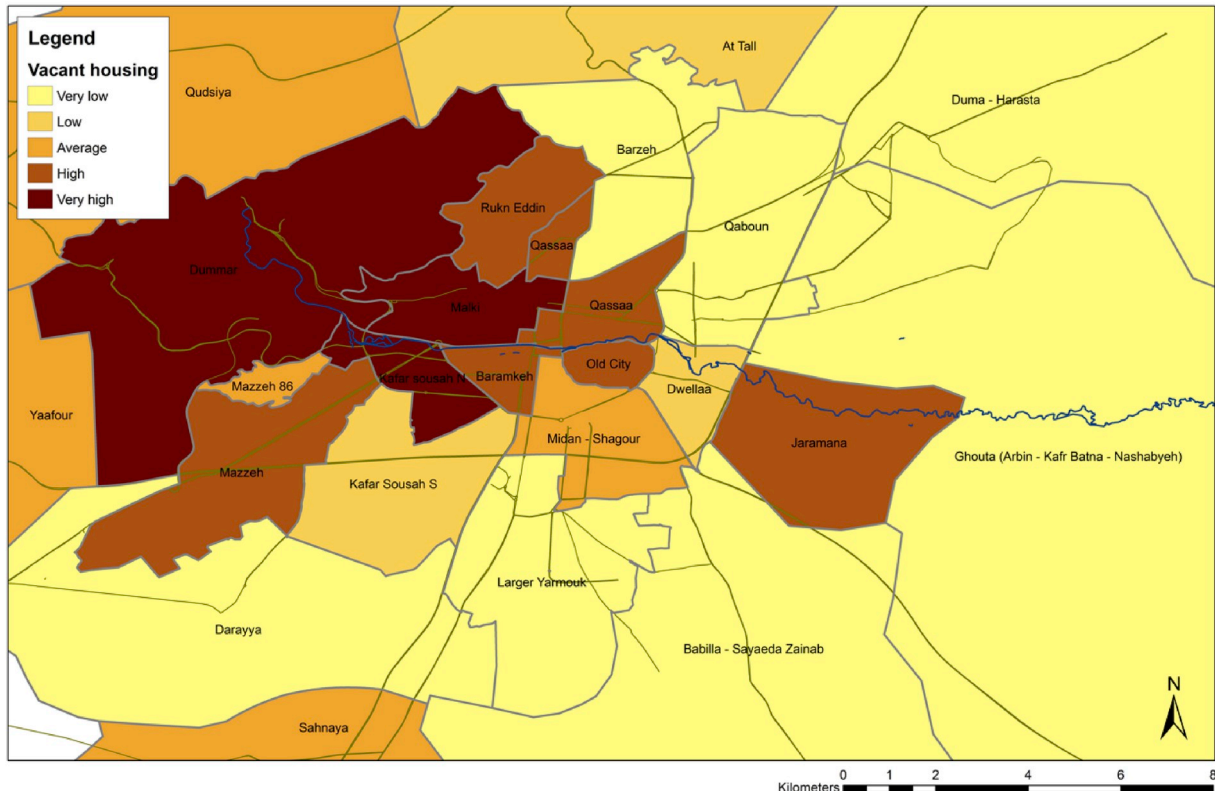 Legend
Vacant housing
Very low
Low
Average
High
Very high
At Tall
Qudsiya
Duma - Harasta
Barzeh
Rukn Eddin
Qaboun
Qassaa
Dummar
Malki
Qassaa
Old City
Kafar sousah N
Baramkeh
Mazzeh 86
Dwellaa
Yaafour
Midan - Shagour
Jaramana
Ghouta (Arbin - Kafr Batna - Nashabyeh)
Mazzeh
Kafar Sousah S
Larger Yarmouk
Darayya
Babilla - Sayaeda Zainab
N
Sahnaya
0 1 2 4 6 8
Kilometers